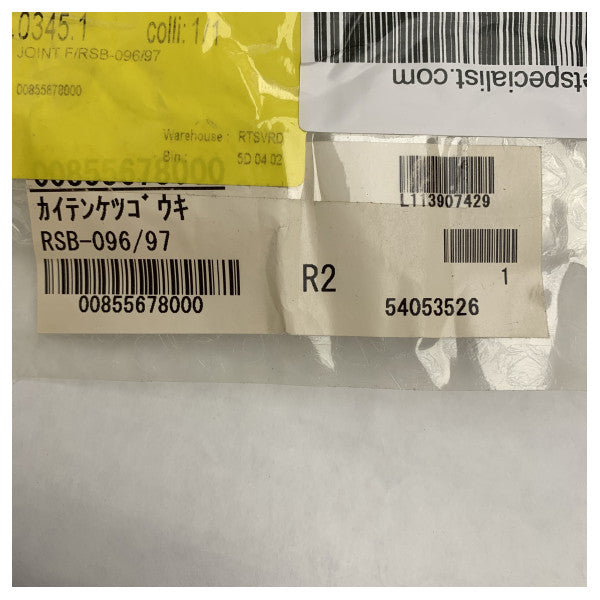 .0345.1 colli: 1/1
JOINT F/RSB-096/97
00855678000
Warehouse : RTSVRD
Bin : 5D 04 02
etspecialist.com
00855678000
L113907429
ｶｲﾃﾝｹﾂｺﾞｳｷ
RSB-096/97
R2
1
00855678000
54053526